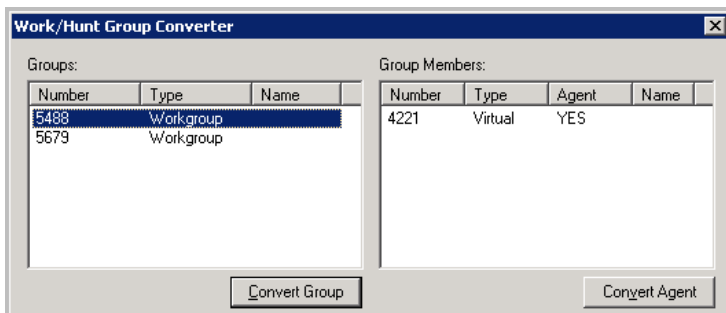 Work/Hunt Group Converter
Groups:
Number Type Name
5488 Workgroup
5679 Workgroup
Convert Group
Group Members:
Number Type Agent Name
4221 Virtual YES
Convert Agent